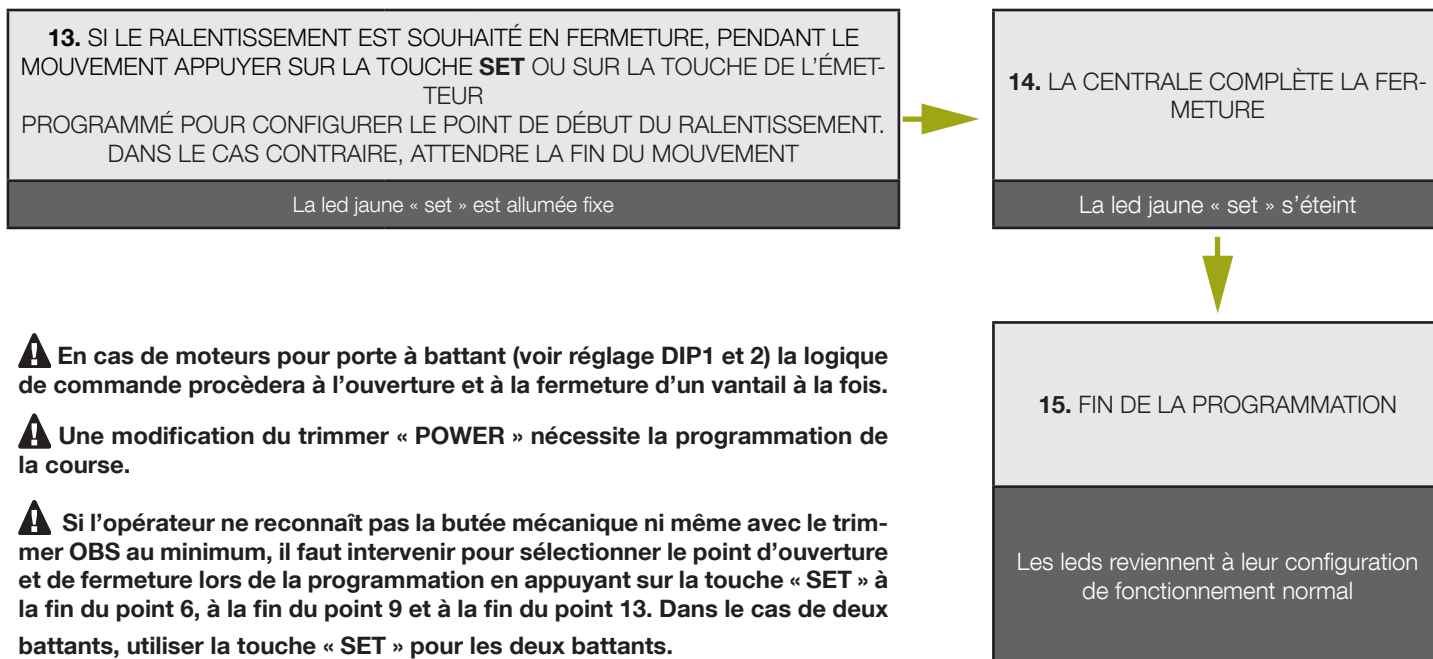 13. SI LE RALENTISSEMENT EST SOUHAITÉ EN FERMETURE, PENDANT LE
MOUVEMENT APPUYER SUR LA TOUCHE SET OU SUR LA TOUCHE DE L’ÉMET-
TEUR
PROGRAMMÉ POUR CONFIGURER LE POINT DE DÉBUT DU RALENTISSEMENT.
DANS LE CAS CONTRAIRE, ATTENDRE LA FIN DU MOUVEMENT
La led jaune « set » est allumée fixe
14. LA CENTRALE COMPLÈTE LA FER-
METURE
La led jaune « set » s’éteint
En cas de moteurs pour porte à battant (voir réglage DIP1 et 2) la logique
de commande procèdera à l’ouverture et à la fermeture d’un vantail à la fois.
Une modification du trimmer « POWER » nécessite la programmation de
la course.
Si l’opérateur ne reconnaît pas la butée mécanique ni même avec le trim-
mer OBS au minimum, il faut intervenir pour sélectionner le point d’ouverture
et de fermeture lors de la programmation en appuyant sur la touche « SET » à
la fin du point 6, à la fin du point 9 et à la fin du point 13. Dans le cas de deux
battants, utiliser la touche « SET » pour les deux battants.
15. FIN DE LA PROGRAMMATION
Les leds reviennent à leur configuration
de fonctionnement normal